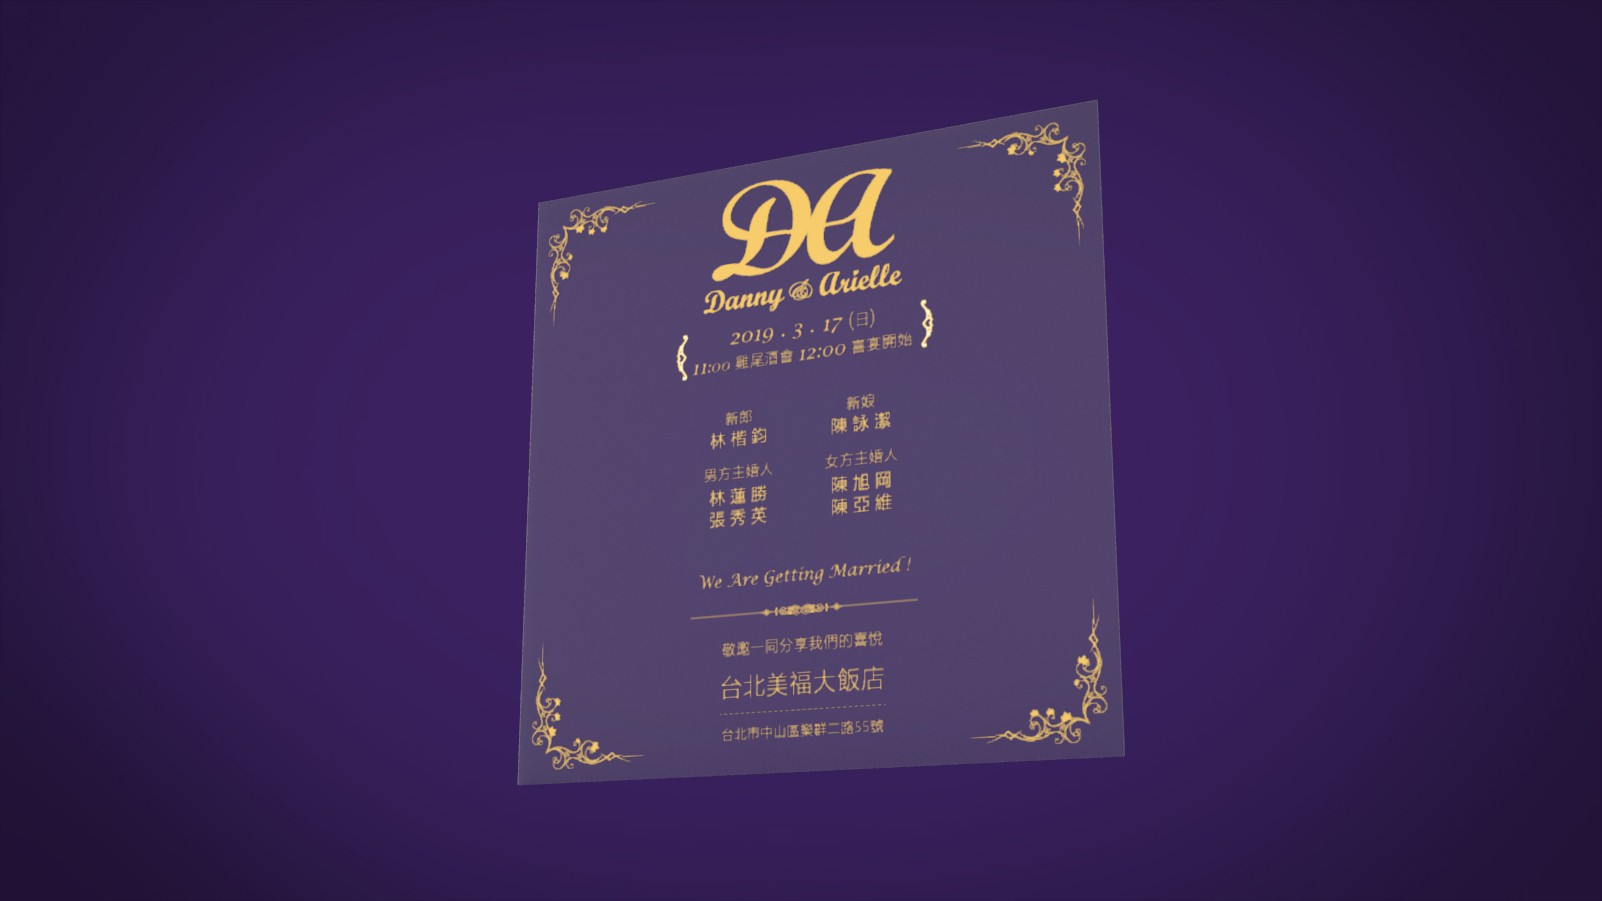 DA
Danny & Arielle
2019 . 3 . 17 (日)
11:00 雞尾酒會 12:00 喜宴開始
新郎
林楷鈞
新娘
陳詠潔
男方主婚人
林蓮勝
張秀英
女方主婚人
陳旭岡
陳亞維
We Are Getting Married !
敬邀一同分享我們的喜悅
台北美福大飯店
台北市中山區樂群二路55號